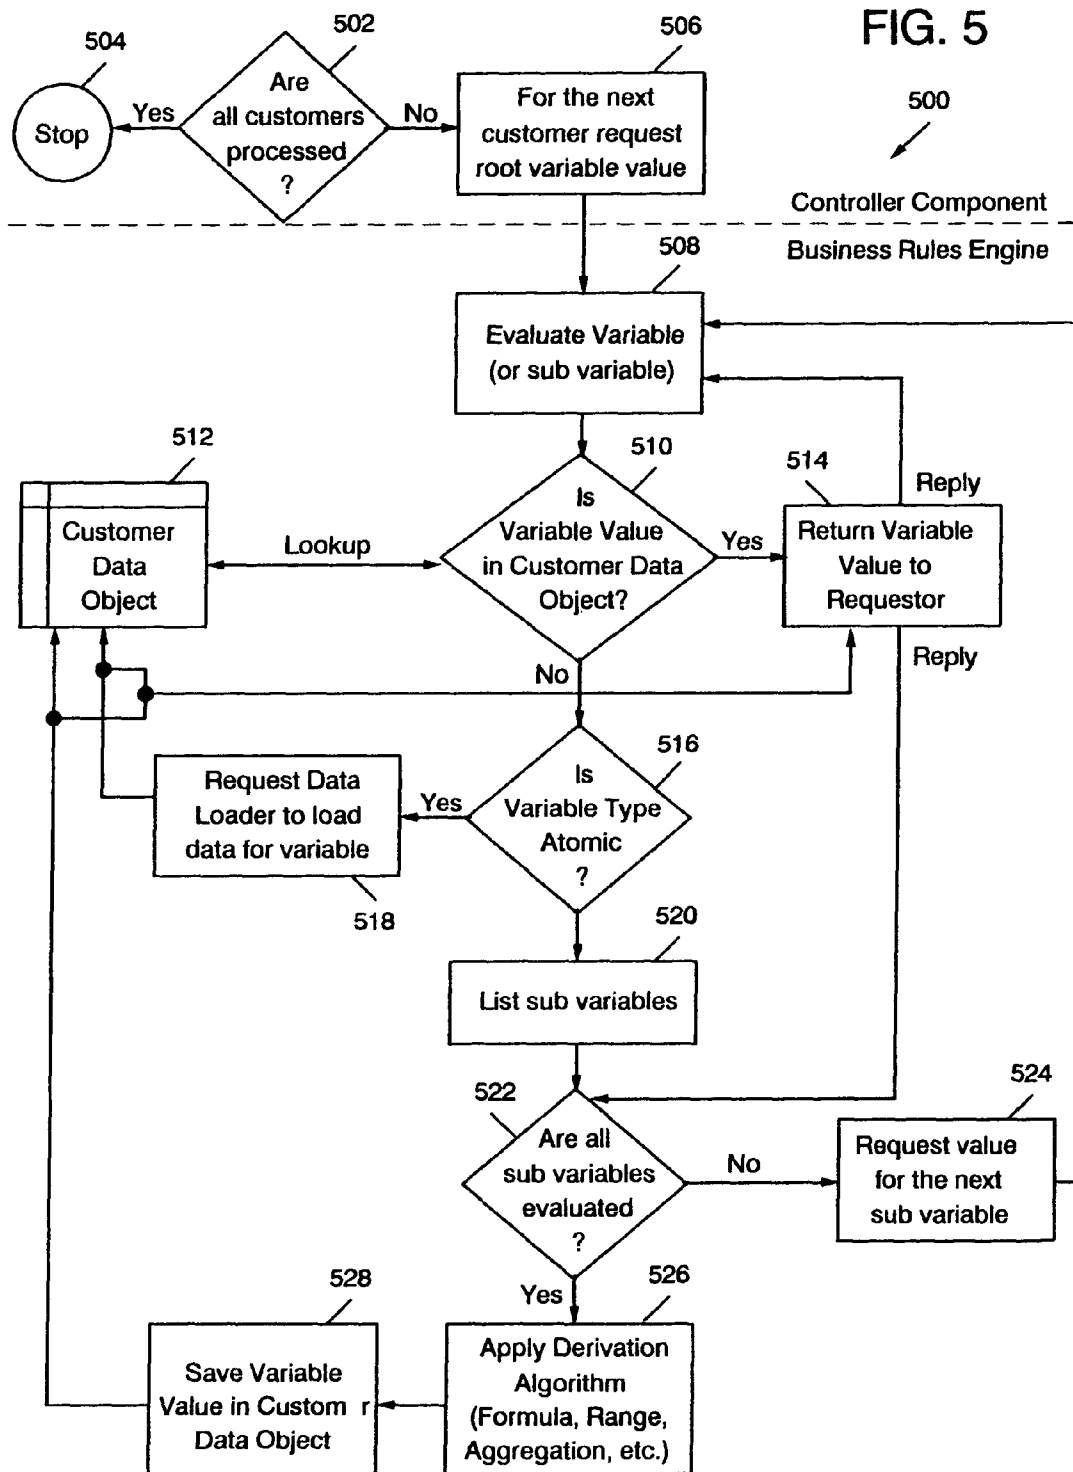 FIG. 5
504
502
506
500
Are
all customers
processed
?
Yes
No
Stop
For the next
customer request
root variable value
Controller Component
Business Rules Engine
508
Evaluate Variable
(or sub variable)
512
510
514
Reply
Customer
Data
Object
Lookup
Is
Variable Value
in Customer Data
Object?
Yes
Return Variable
Value to
Requestor
Reply
No
516
Request Data
Loader to load
data for variable
Yes
Is
Variable Type
Atomic
?
518
520
List sub variables
522
524
Are all
sub variables
evaluated
?
No
Request value
for the next
sub variable
528
Yes
526
Save Variable
Value in Custom r
Data Object
Apply Derivation
Algorithm
(Formula, Range,
Aggregation, etc.)